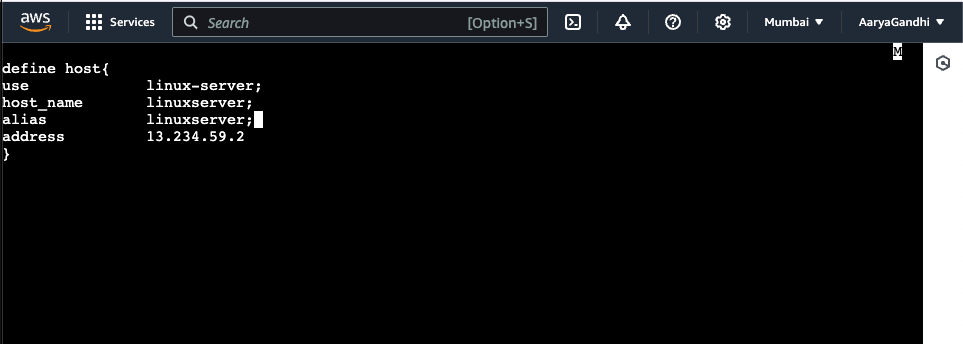 aws Services Search [Option+S] Mumbai AaryaGandhi
M
define host{
use linux-server;
host_name linuxserver;
alias linuxserver;
address 13.234.59.2
}